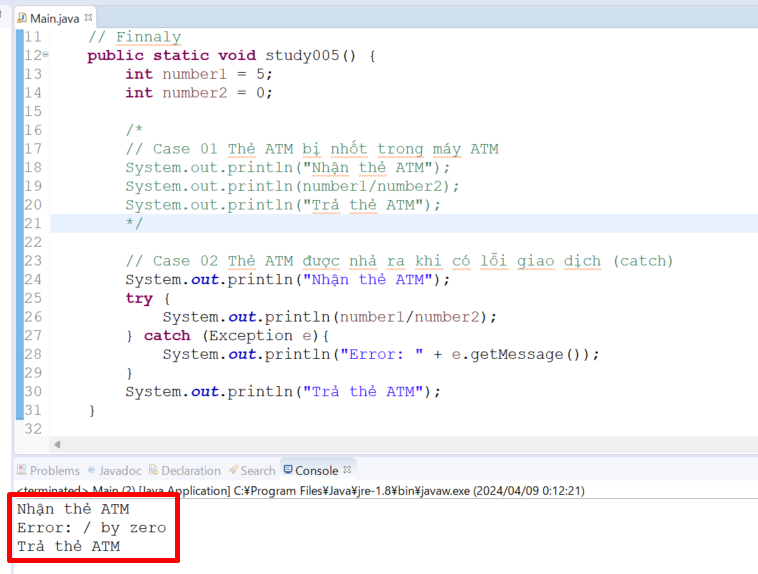 Main.java
11 // Finnaly
12 public static void study005() {
13 int number1 = 5;
14 int number2 = 0;
15
16 /*
17 // Case 01 Thẻ ATM bị nhốt trong máy ATM
18 System.out.println("Nhận thẻ ATM");
19 System.out.println(number1/number2);
20 System.out.println("Trả thẻ ATM");
21 */
22
23 // Case 02 Thẻ ATM được nhả ra khi có lỗi giao dịch (catch)
24 System.out.println("Nhận thẻ ATM");
25 try {
26 System.out.println(number1/number2);
27 } catch (Exception e){
28 System.out.println("Error: " + e.getMessage());
29 }
30 System.out.println("Trả thẻ ATM");
31 }
32
Problems Javadoc Declaration Search Console
<terminated> Main (2) [Java Application] C:¥Program Files¥Java¥jre-1.8¥bin¥javaw.exe (2024/04/09 0:12:21)
Nhận thẻ ATM
Error: / by zero
Trả thẻ ATM